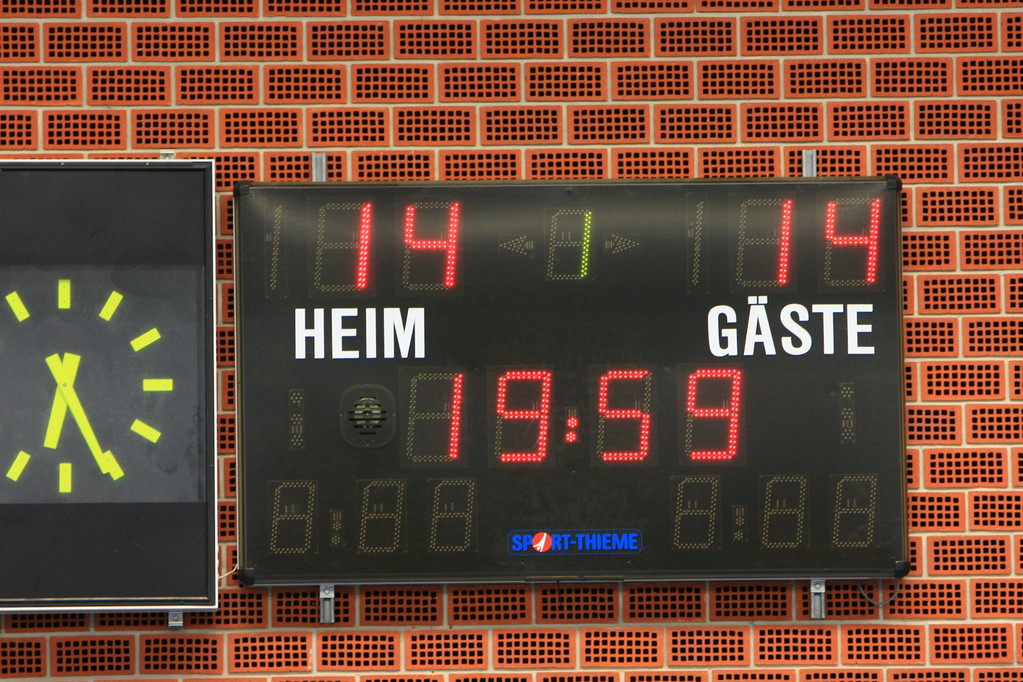 14 1 14
HEIM GÄSTE
19:59
SPORT-THIEME